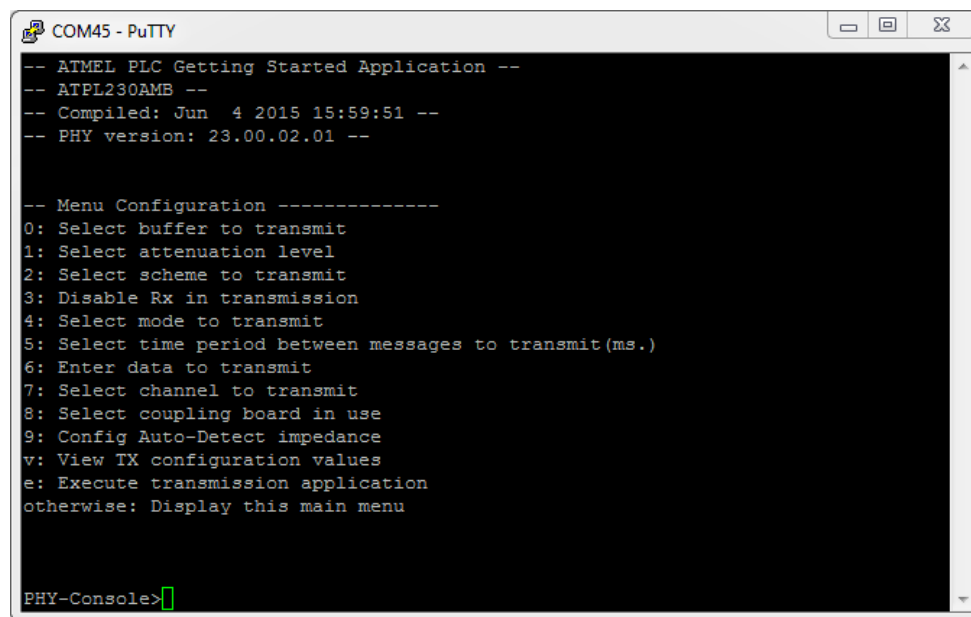 COM45 - PuTTY
-- ATMEL PLC Getting Started Application --
-- ATPL230AMB --
-- Compiled: Jun  4 2015 15:59:51 --
-- PHY version: 23.00.02.01 --
-- Menu Configuration --------------
0: Select buffer to transmit
1: Select attenuation level
2: Select scheme to transmit
3: Disable Rx in transmission
4: Select mode to transmit
5: Select time period between messages to transmit(ms.)
6: Enter data to transmit
7: Select channel to transmit
8: Select coupling board in use
9: Config Auto-Detect impedance
v: View TX configuration values
e: Execute transmission application
otherwise: Display this main menu
PHY-Console>